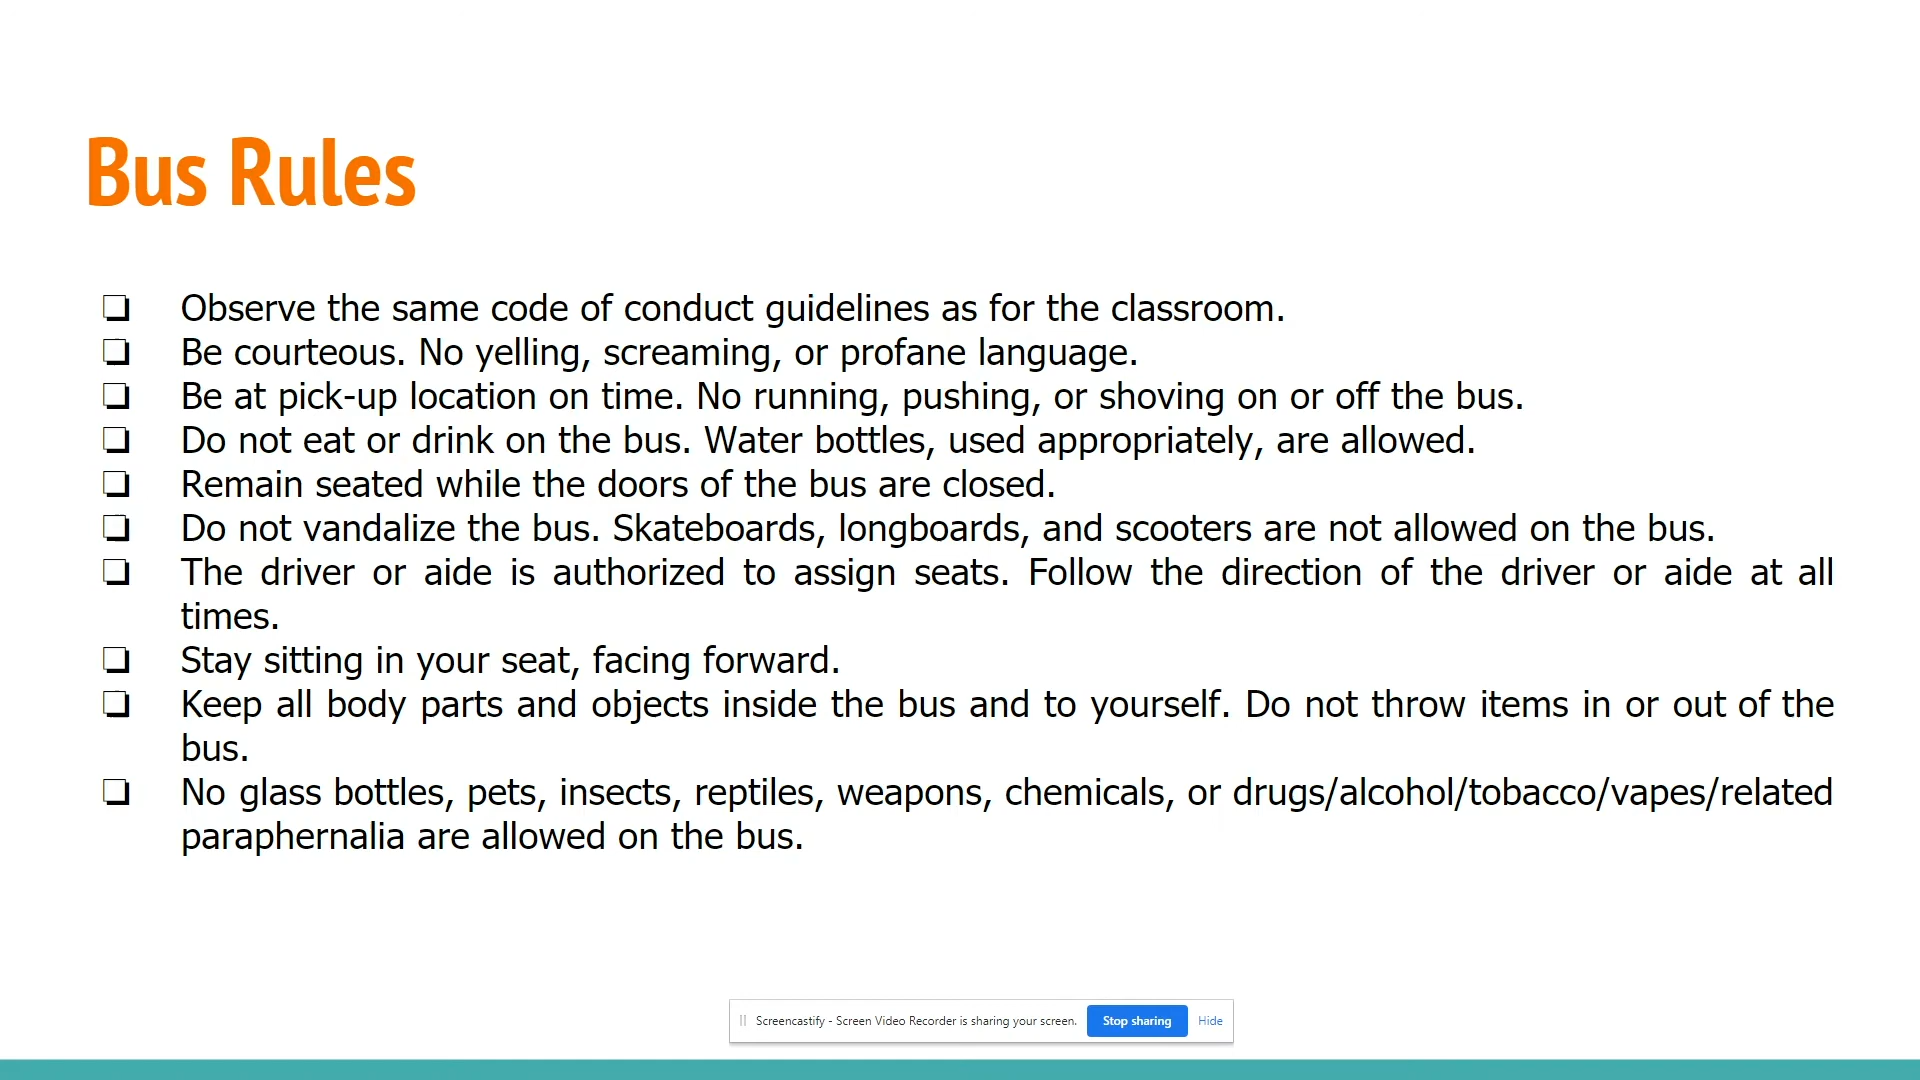 Bus Rules
❏ Observe the same code of conduct guidelines as for the classroom.
❏ Be courteous. No yelling, screaming, or profane language.
❏ Be at pick-up location on time. No running, pushing, or shoving on or off the bus.
❏ Do not eat or drink on the bus. Water bottles, used appropriately, are allowed.
❏ Remain seated while the doors of the bus are closed.
❏ Do not vandalize the bus. Skateboards, longboards, and scooters are not allowed on the bus.
❏ The driver or aide is authorized to assign seats. Follow the direction of the driver or aide at all
times.
❏ Stay sitting in your seat, facing forward.
❏ Keep all body parts and objects inside the bus and to yourself. Do not throw items in or out of the
bus.
❏ No glass bottles, pets, insects, reptiles, weapons, chemicals, or drugs/alcohol/tobacco/vapes/related
paraphernalia are allowed on the bus.
Screencastify - Screen Video Recorder is sharing your screen. Stop sharing Hide